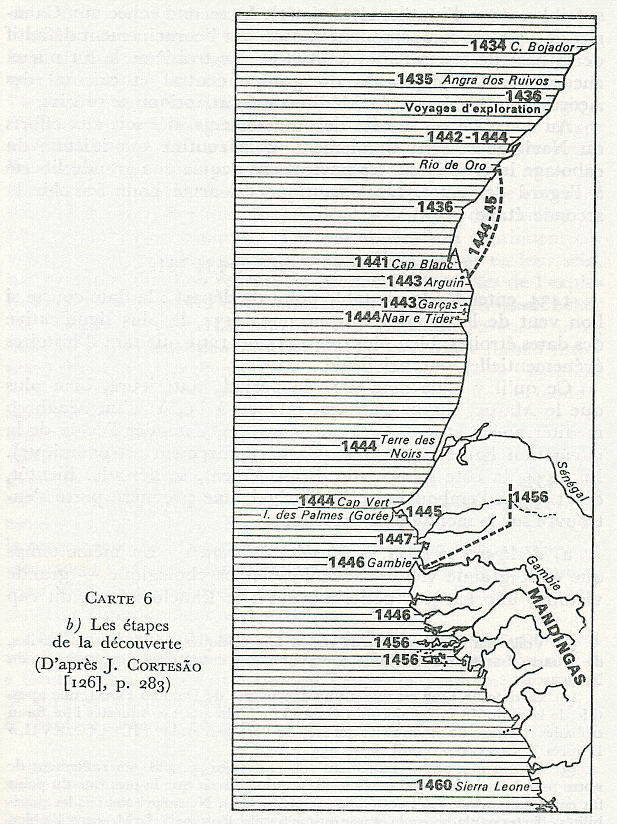 1434 C. Bojador
1435 Angra dos Ruivos
1436
Voyages d'exploration
1442-1444
Rio de Oro
1444-45
1436
1441 Cap Blanc
1443 Arguin
1443 Garças
1444 Naar e Tider
1444 Terre des
Noirs
Sénégal
1456
1444 Cap Vert
I. des Palmes (Gorée)
1445
1447
1446 Gambie
Gambie
MANDINGAS
1446
1456
1456
1460 Sierra Leone
CARTE 6
b) Les étapes
de la découverte
(D'après J. CORTESÃO
[126], p. 283)